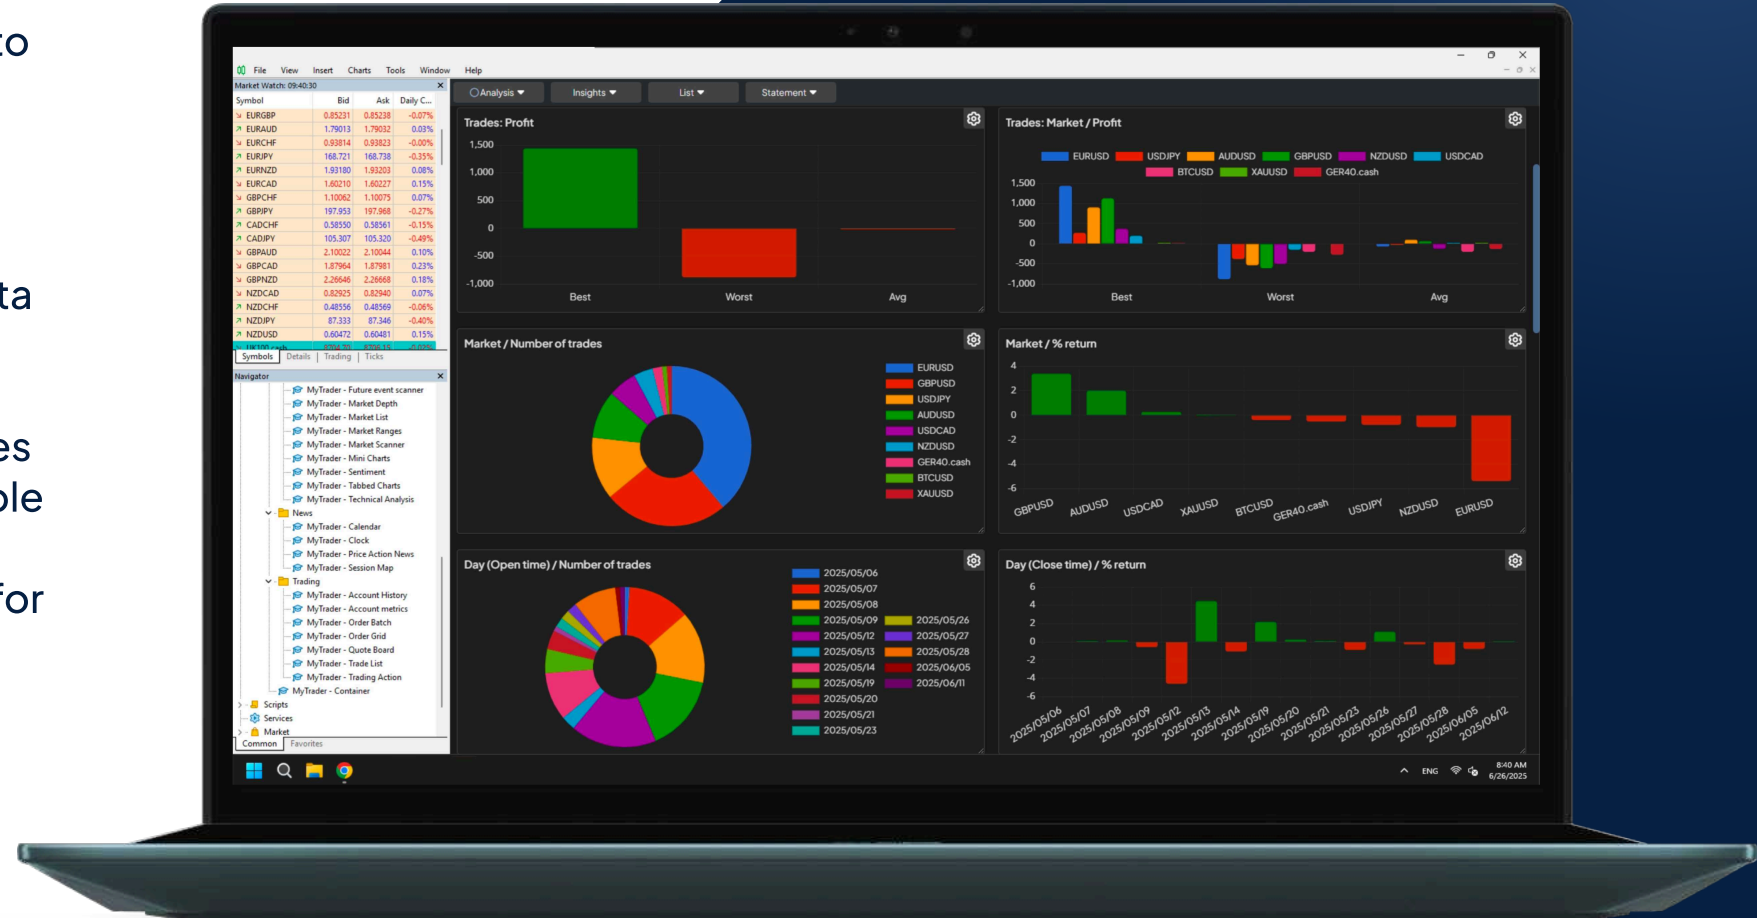 to
ta
es
ble
for
File View Insert Charts Tools Window Help
Market Watch: 09:40:30
Symbol Bid Ask Daily C...
EURGBP 0.85231 0.85238 -0.07%
EURAUD 1.79013 1.79032 0.03%
EURCHF 0.93814 0.93823 -0.00%
EURJPY 168.721 168.738 -0.35%
EURNZD 1.93180 1.93203 0.08%
EURCAD 1.60210 1.60227 0.15%
GBPCHF 1.10062 1.10075 0.07%
GBPJPY 197.953 197.968 -0.27%
CADCHF 0.58550 0.58561 -0.15%
CADJPY 105.307 105.320 -0.49%
GBPAUD 2.10022 2.10044 0.10%
GBPCAD 1.87964 1.87981 0.23%
GBPNZD 2.26646 2.26668 0.18%
NZDCAD 0.82925 0.82940 0.07%
NZDCHF 0.48556 0.48569 -0.06%
NZDJPY 87.333 87.346 -0.40%
NZDUSD 0.60472 0.60481 0.15%
UK100.cash 8704.70 8706.15 -0.02%
Symbols Details Trading Ticks
Navigator
MyTrader - Future event scanner
MyTrader - Market Depth
MyTrader - Market List
MyTrader - Market Ranges
MyTrader - Market Scanner
MyTrader - Mini Charts
MyTrader - Sentiment
MyTrader - Tabbed Charts
MyTrader - Technical Analysis
News
MyTrader - Calendar
MyTrader - Clock
MyTrader - Price Action News
MyTrader - Session Map
Trading
MyTrader - Account History
MyTrader - Account metrics
MyTrader - Order Batch
MyTrader - Order Grid
MyTrader - Quote Board
MyTrader - Trade List
MyTrader - Trading Action
MyTrader - Container
Scripts
Services
Market
Common Favorites
Analysis Insights List Statement
Trades: Profit
1,500
1,000
500
0
-500
-1,000
Best Worst Avg
Trades: Market / Profit
EURUSD USDJPY AUDUSD GBPUSD NZDUSD USDCAD
BTCUSD XAUUSD GER40.cash
1,500
1,000
500
0
-500
-1,000
Best Worst Avg
Market / Number of trades
EURUSD
GBPUSD
USDJPY
AUDUSD
USDCAD
NZDUSD
GER40.cash
BTCUSD
XAUUSD
Market / % return
4
2
0
-2
-4
-6
GBPUSD AUDUSD USDCAD XAUUSD BTCUSD GER40.cash USDJPY NZDUSD EURUSD
Day (Open time) / Number of trades
2025/05/06
2025/05/07
2025/05/08
2025/05/09 2025/05/26
2025/05/12 2025/05/27
2025/05/13 2025/05/28
2025/05/14 2025/06/05
2025/05/19 2025/06/11
2025/05/20
2025/05/21
2025/05/23
Day (Close time) / % return
6
4
2
0
-2
-4
-6
2025/05/06 2025/05/07 2025/05/08 2025/05/09 2025/05/12 2025/05/13 2025/05/14 2025/05/19 2025/05/20 2025/05/21 2025/05/23 2025/05/26 2025/05/27 2025/05/28 2025/06/05 2025/06/12
ENG
8:40 AM
6/26/2025